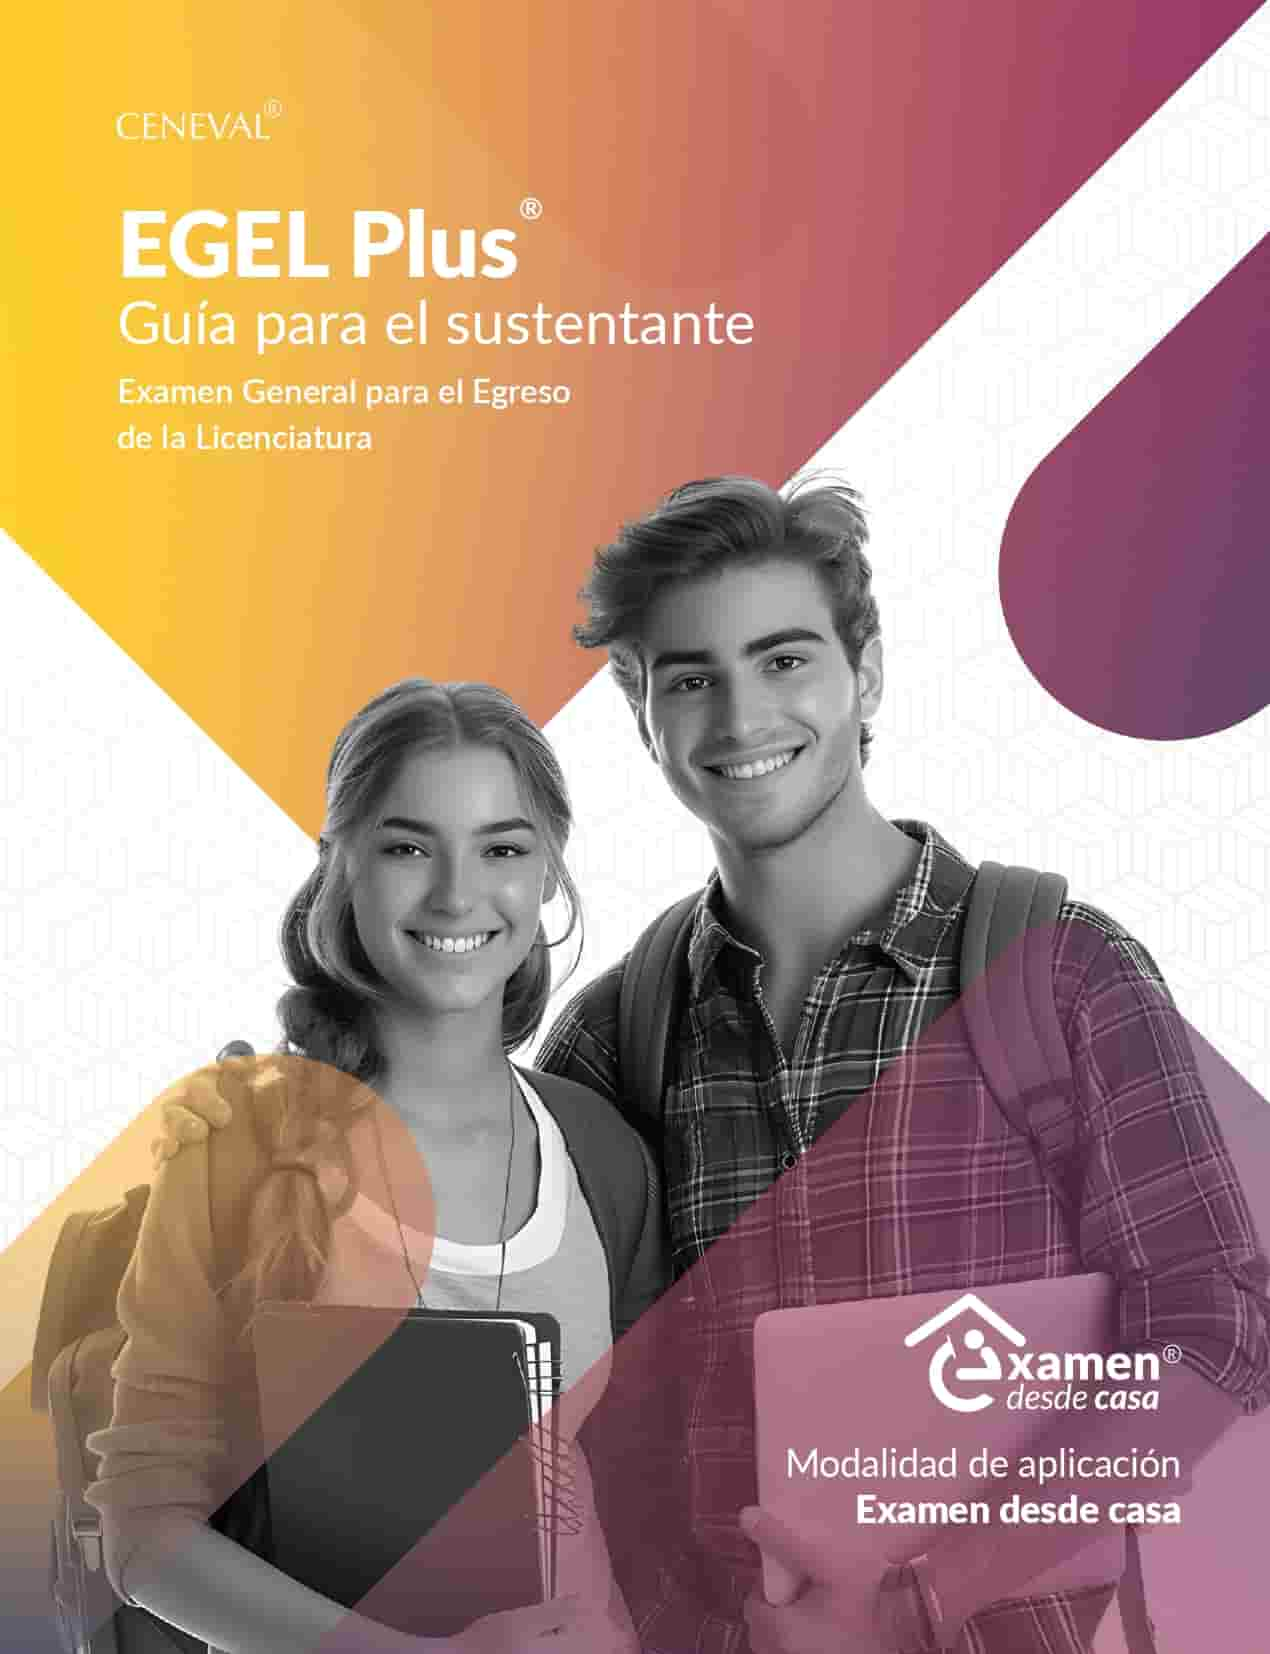 CENEVAL®
EGEL Plus®
Guía para el sustentante
Examen General para el Egreso
de la Licenciatura
examen®
desde casa
Modalidad de aplicación
Examen desde casa